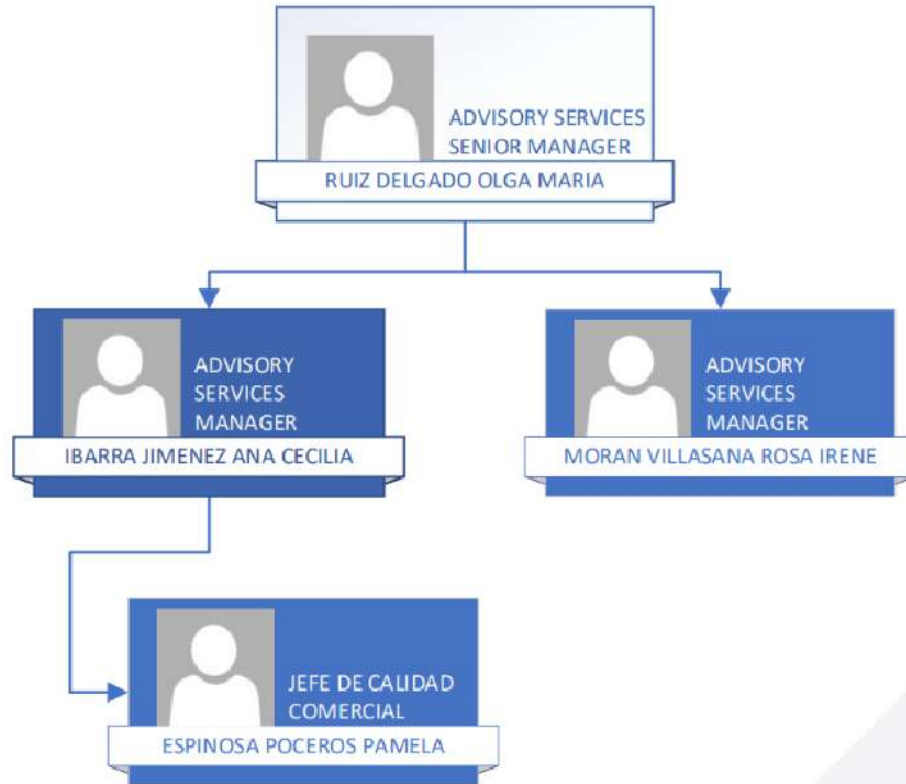 ADVISORY SERVICES
SENIOR MANAGER
RUIZ DELGADO OLGA MARIA
ADVISORY
SERVICES
MANAGER
IBARRA JIMENEZ ANA CECILIA
ADVISORY
SERVICES
MANAGER
MORAN VILLASANA ROSA IRENE
JEFE DE CALIDAD
COMERCIAL
ESPINOSA POCEROS PAMELA